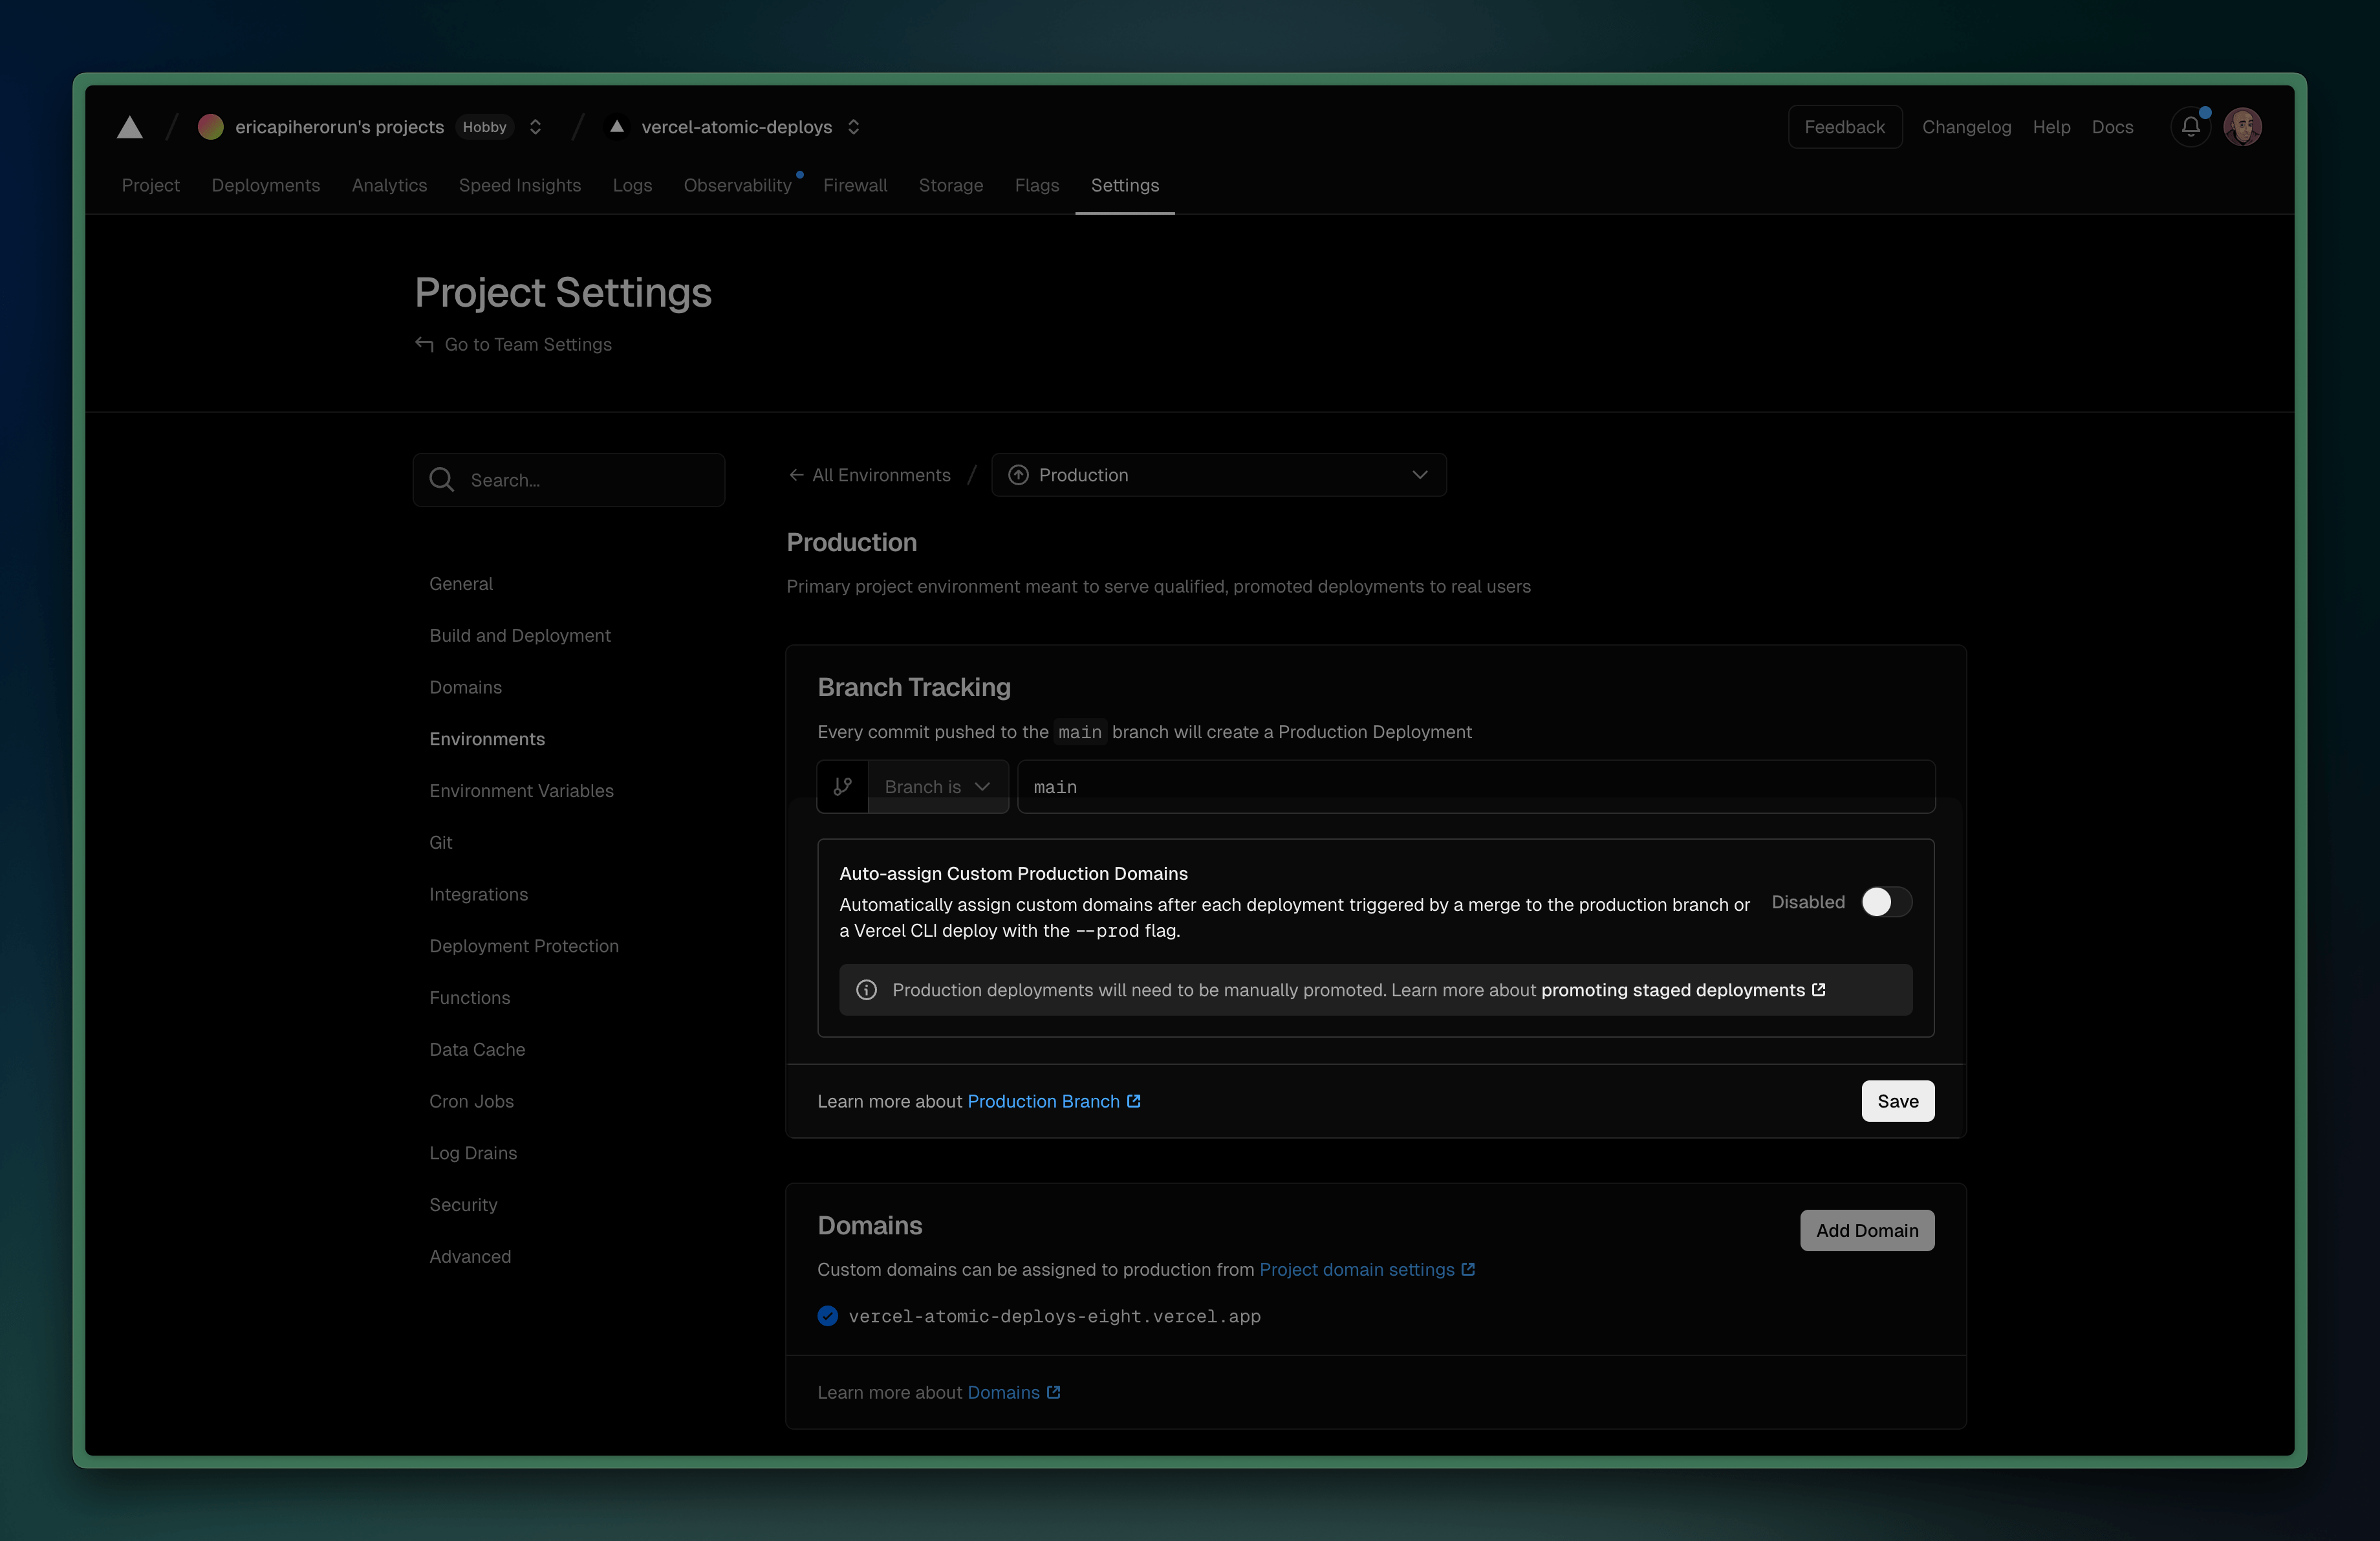 ericapiherorun's projects Hobby vercel-atomic-deploys Feedback Changelog Help Docs
Project Deployments Analytics Speed Insights Logs Observability Firewall Storage Flags Settings
Project Settings
Go to Team Settings
Search...
General
Build and Deployment
Domains
Environments
Environment Variables
Git
Integrations
Deployment Protection
Functions
Data Cache
Cron Jobs
Log Drains
Security
Advanced
All Environments / Production
Production
Primary project environment meant to serve qualified, promoted deployments to real users
Branch Tracking
Every commit pushed to the main branch will create a Production Deployment
Branch is main
Auto-assign Custom Production Domains
Automatically assign custom domains after each deployment triggered by a merge to the production branch or
a Vercel CLI deploy with the --prod flag.
Disabled
Production deployments will need to be manually promoted. Learn more about promoting staged deployments
Learn more about Production Branch
Save
Domains
Add Domain
Custom domains can be assigned to production from Project domain settings
vercel-atomic-deploys-eight.vercel.app
Learn more about Domains